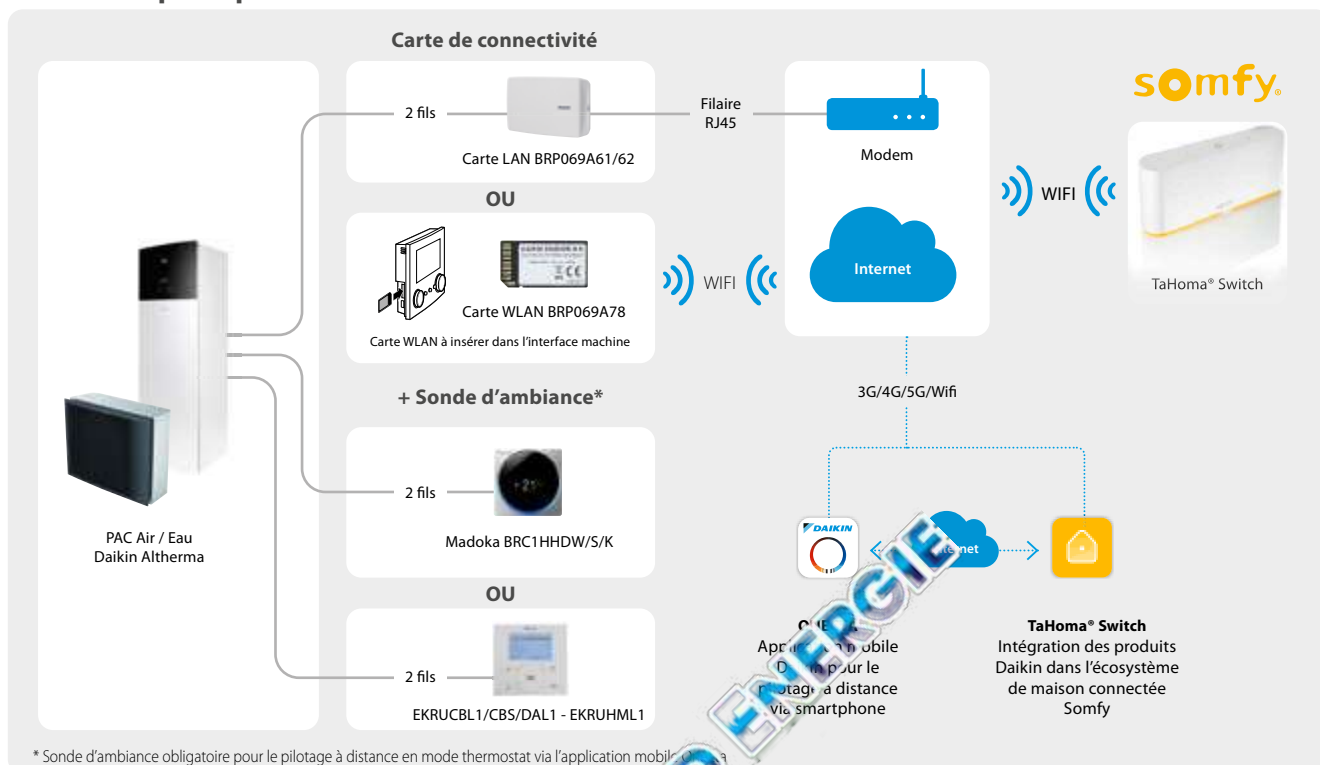 Carte de connectivité
2 fils
Carte LAN BRP069A61/62
Filaire
RJ45
Modem
somfy®
WIFI
TaHoma® Switch
OU
Internet
WIFI
Carte WLAN BRP069A78
Carte WLAN à insérer dans l'interface machine
PAC Air / Eau
Daikin Altherma
+ Sonde d'ambiance*
2 fils
Madoka BRC1HHDW/S/K
OU
2 fils
EKRUCBL1/CBS/DAL1 - EKRUHML1
3G/4G/5G/Wifi
DAIKIN
mobile
pour le
à distance
via smartphone
TaHoma® Switch
Intégration des produits
Daikin dans l'écosystème
de maison connectée
Somfy
ENERGIE
* Sonde d'ambiance obligatoire pour le pilotage à distance en mode thermostat via l'application mobile